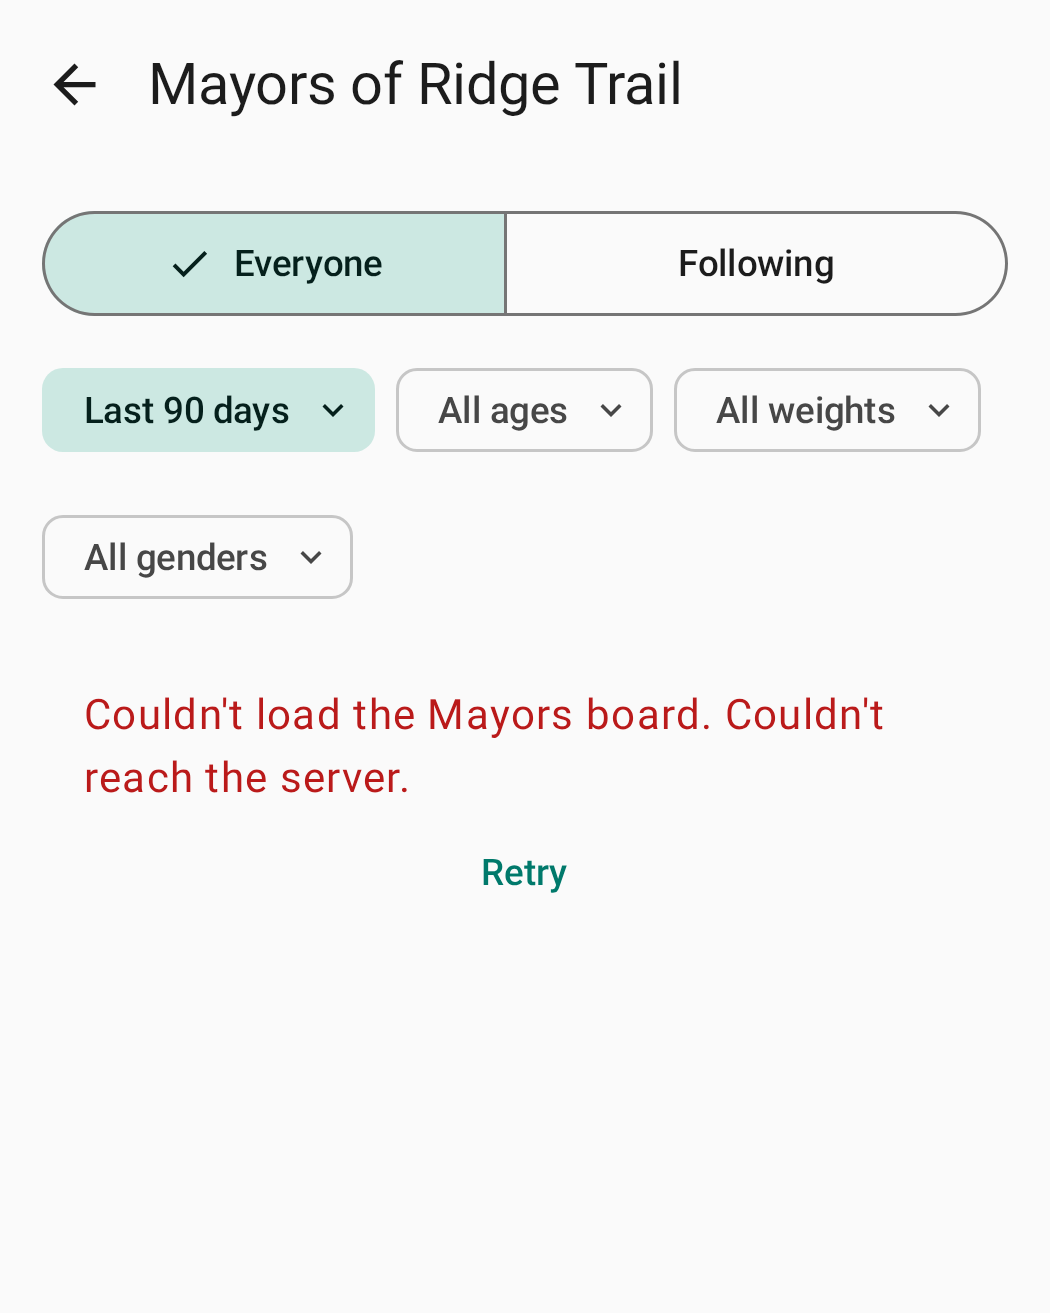 Mayors of Ridge Trail
Everyone
Following
Last 90 days
All ages
All weights
All genders
Couldn't load the Mayors board. Couldn't
reach the server.
Retry